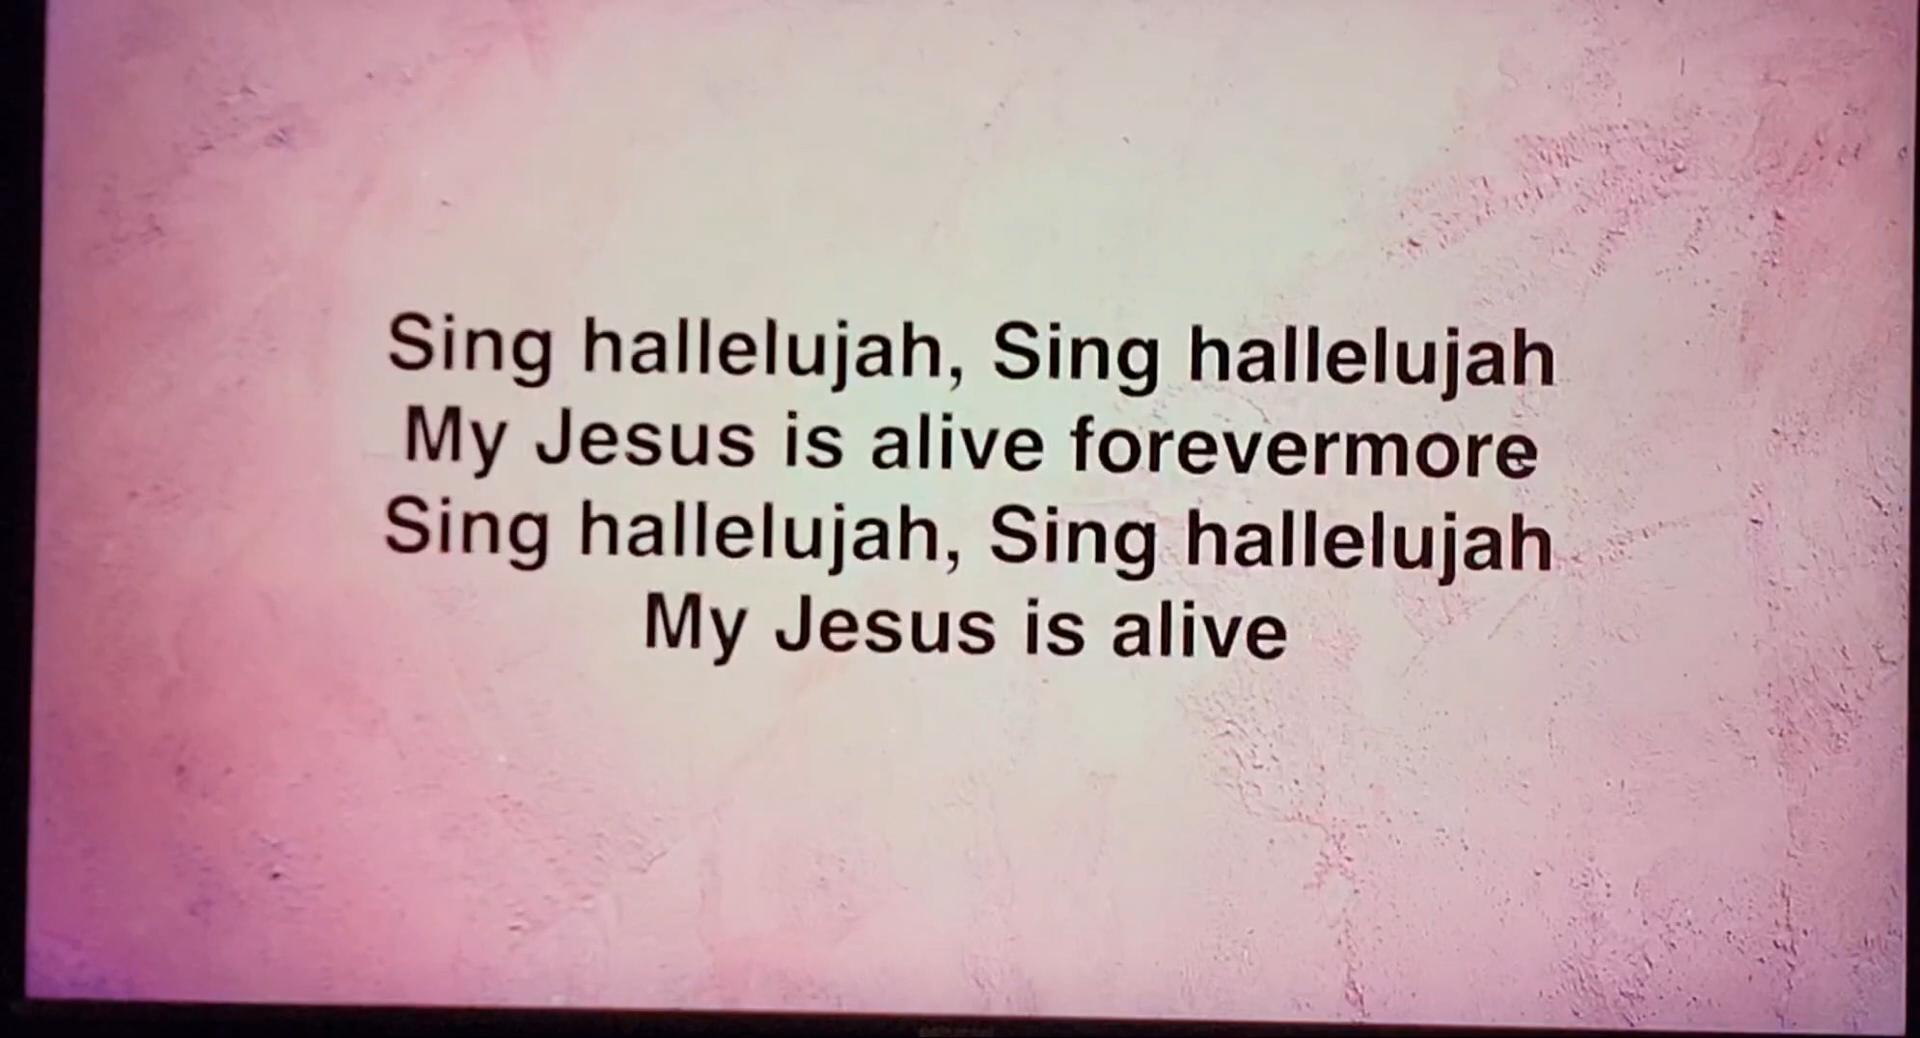 Sing hallelujah, Sing hallelujah
My Jesus is alive forevermore
Sing hallelujah, Sing hallelujah
My Jesus is alive